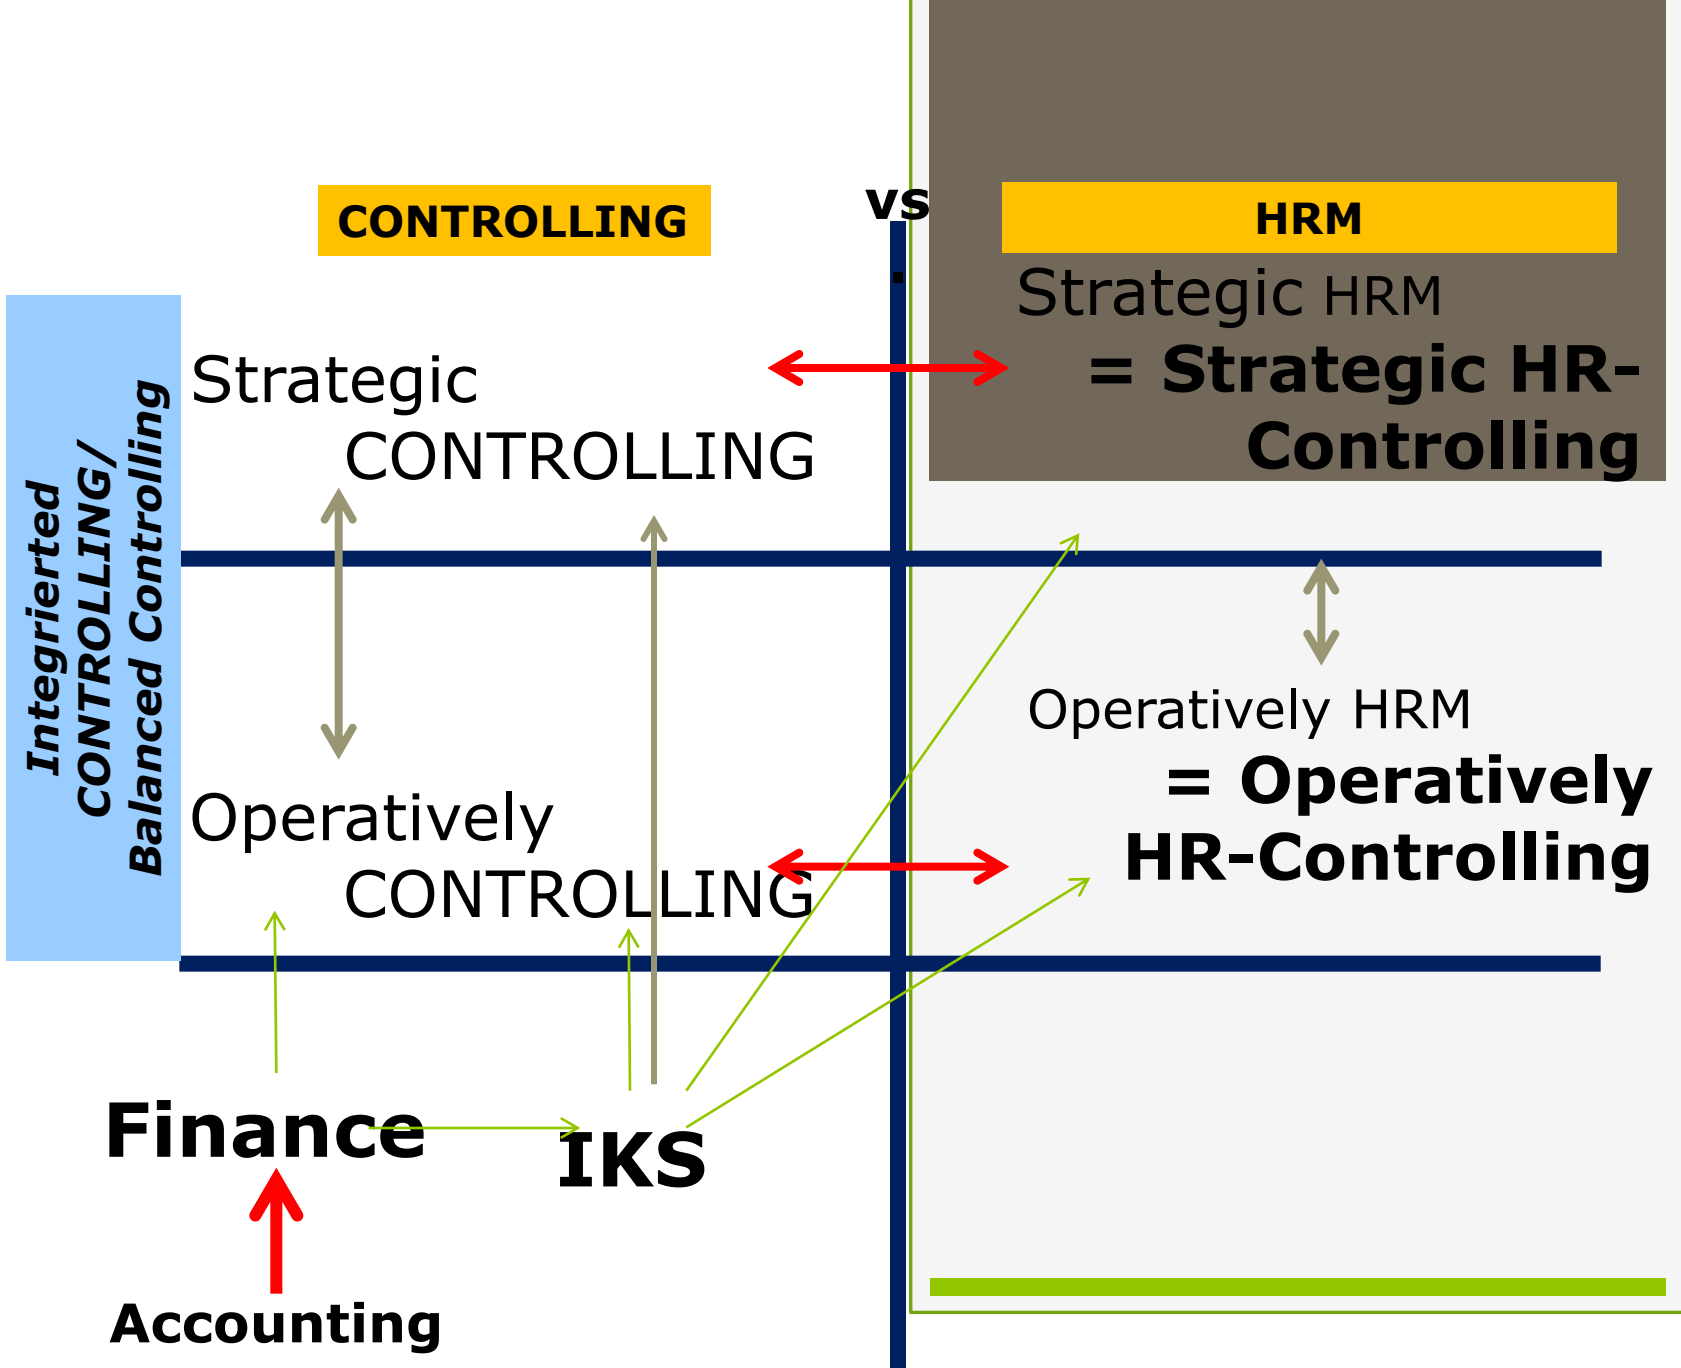 CONTROLLING
vs
.
HRM
Integrierted
CONTROLLING/
Balanced Controlling
Strategic
CONTROLLING
Strategic HRM
= Strategic HR-
Controlling
Operatively
CONTROLLING
Operatively HRM
= Operatively
HR-Controlling
Finance
IKS
Accounting